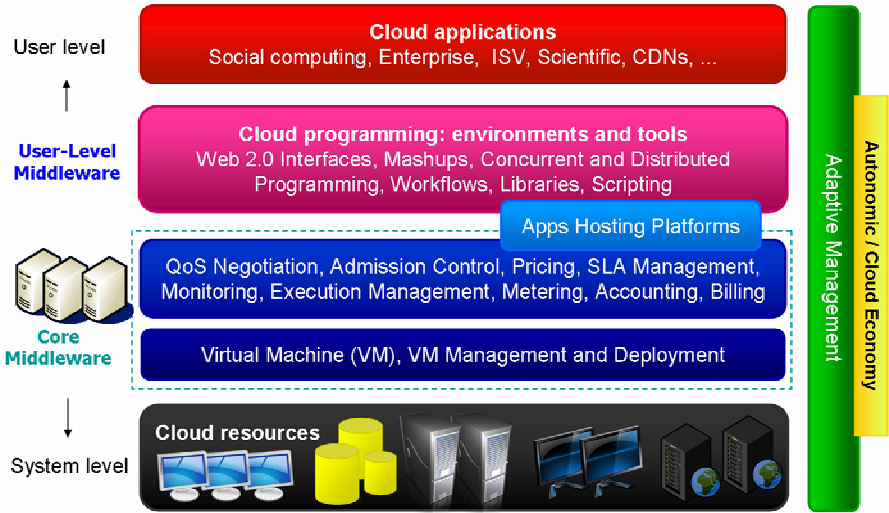 Cloud applications
Social computing, Enterprise, ISV, Scientific, CDNs, ...
User level
Cloud programming: environments and tools
Web 2.0 Interfaces, Mashups, Concurrent and Distributed
Programming, Workflows, Libraries, Scripting
User-Level
Middleware
Apps Hosting Platforms
QoS Negotiation, Admission Control, Pricing, SLA Management,
Monitoring, Execution Management, Metering, Accounting, Billing
Virtual Machine (VM), VM Management and Deployment
Core
Middleware
Cloud resources
System level
Adaptive Management
Autonomic / Cloud Economy